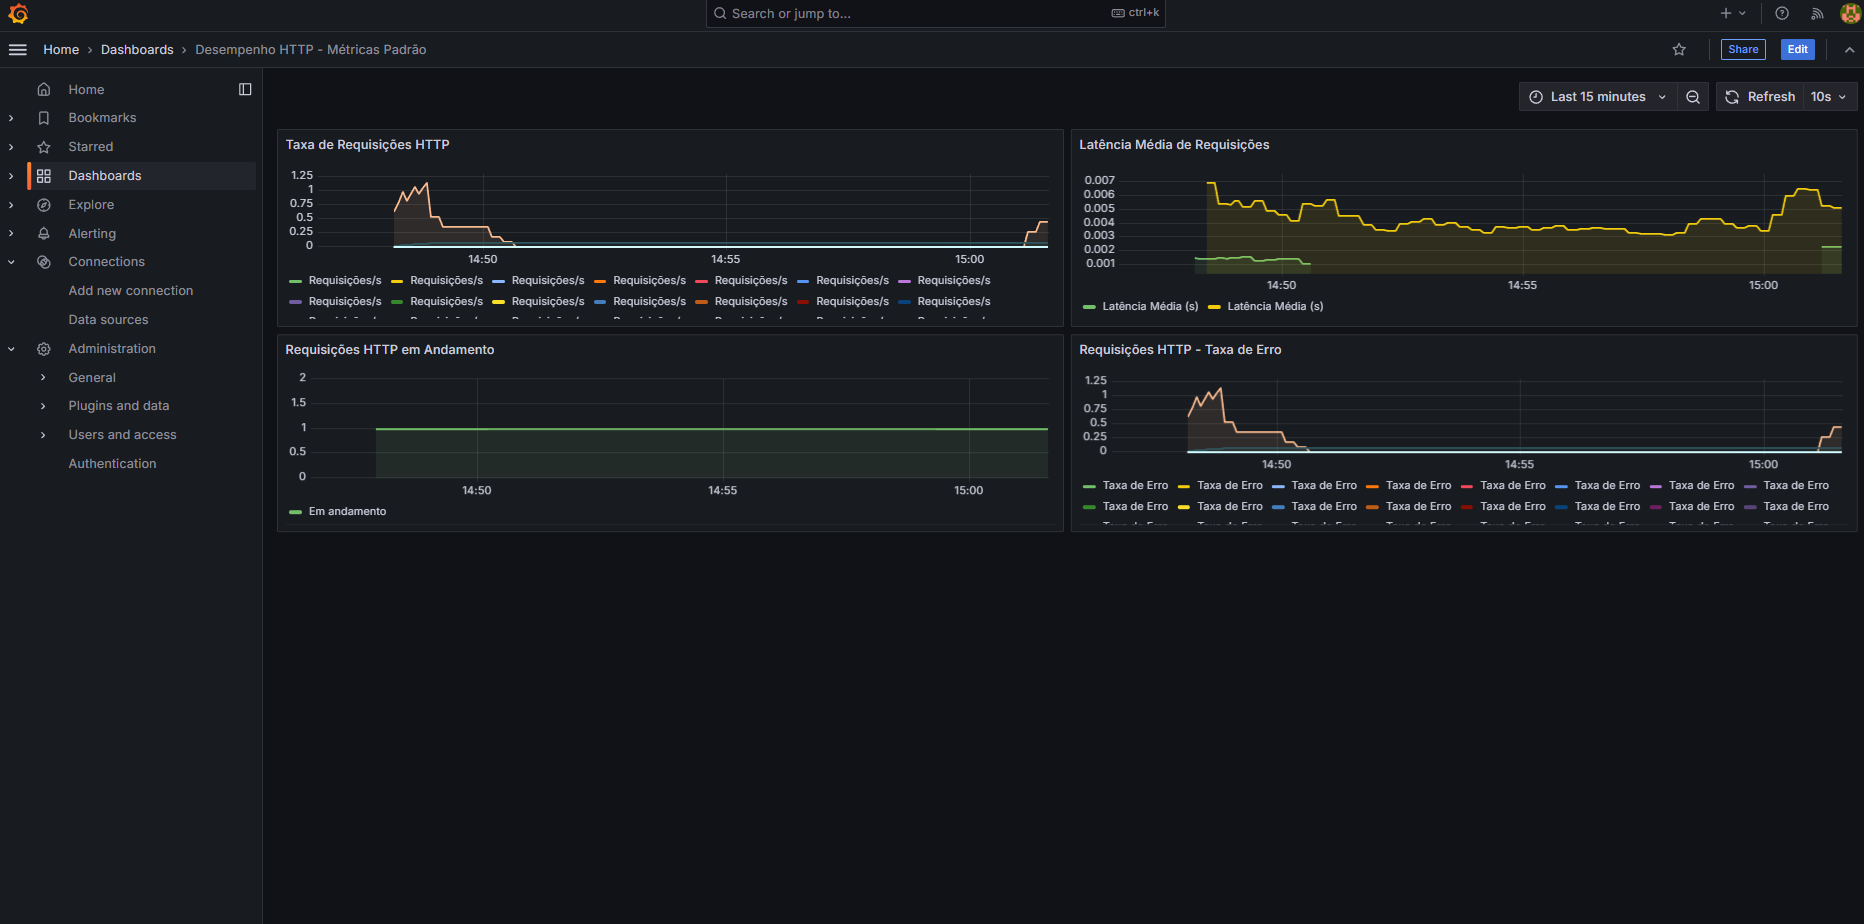 Search or jump to... ctrl+k
Home › Dashboards › Desempenho HTTP - Métricas Padrão
Share Edit
Home
Bookmarks
Starred
Dashboards
Explore
Alerting
Connections
Add new connection
Data sources
Administration
General
Plugins and data
Users and access
Authentication
Last 15 minutes Refresh 10s
Taxa de Requisições HTTP
1.25
1
0.75
0.5
0.25
0
14:50 14:55 15:00
Requisições/s Requisições/s Requisições/s Requisições/s Requisições/s Requisições/s Requisições/s
Requisições/s Requisições/s Requisições/s Requisições/s Requisições/s Requisições/s Requisições/s
Latência Média de Requisições
0.007
0.006
0.005
0.004
0.003
0.002
0.001
14:50 14:55 15:00
Latência Média (s) Latência Média (s)
Requisições HTTP em Andamento
2
1.5
1
0.5
0
14:50 14:55 15:00
Em andamento
Requisições HTTP - Taxa de Erro
1.25
1
0.75
0.5
0.25
0
14:50 14:55 15:00
Taxa de Erro Taxa de Erro Taxa de Erro Taxa de Erro Taxa de Erro Taxa de Erro Taxa de Erro Taxa de Erro
Taxa de Erro Taxa de Erro Taxa de Erro Taxa de Erro Taxa de Erro Taxa de Erro Taxa de Erro Taxa de Erro